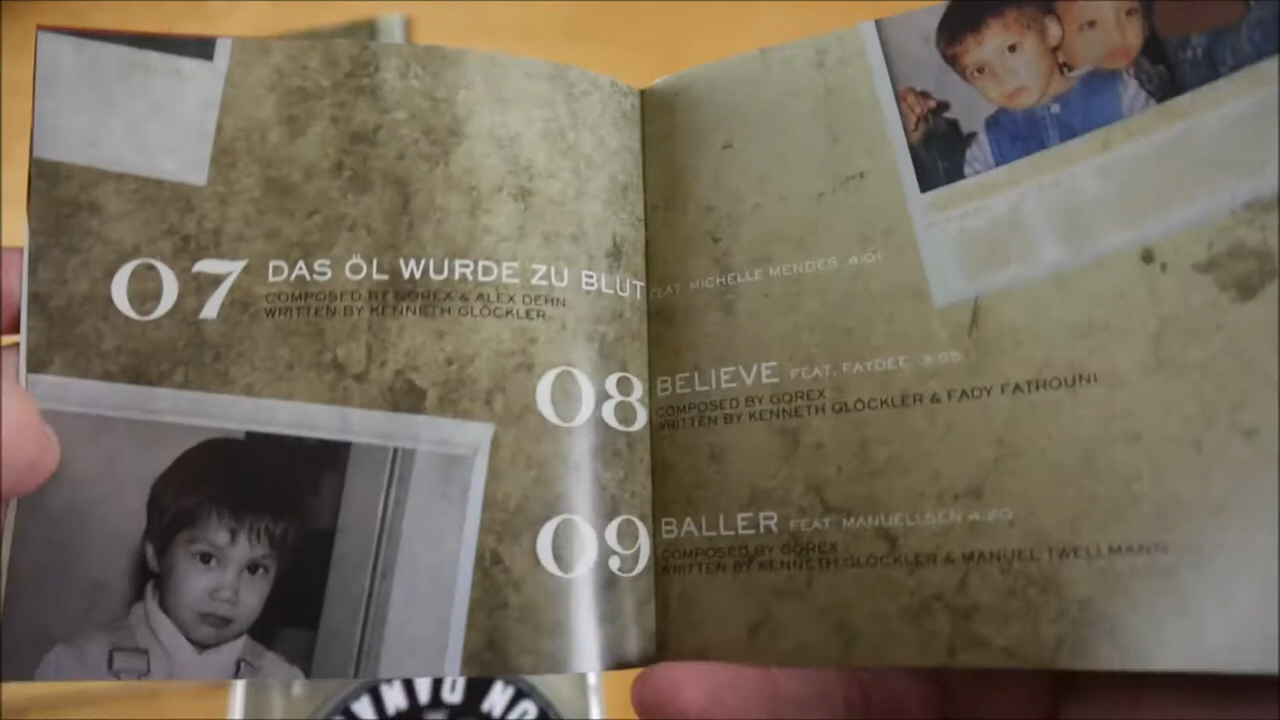 07 DAS ÖL WURDE ZU BLUT FEAT. MICHELLE MENDES 4:01
COMPOSED BY GOREX & ALEX DEHN
WRITTEN BY KENNETH GLÖCKLER
08 BELIEVE FEAT. FAYDEE 3:55
COMPOSED BY GOREX
WRITTEN BY KENNETH GLÖCKLER & FADY FATROUNI
09 BALLER FEAT. MANUELLSEN 4:20
COMPOSED BY GOREX
WRITTEN BY KENNETH GLÖCKLER & MANUEL TWELLMANN